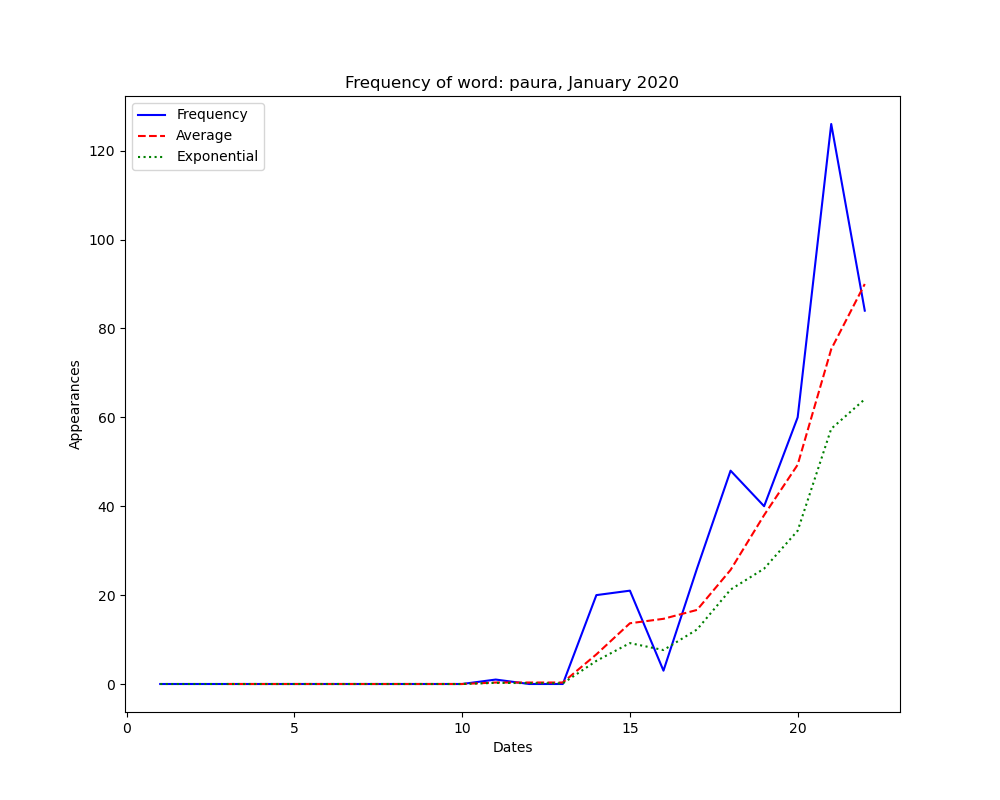 Frequency of word: paura, January 2020
Frequency
Average
Exponential
120
100
80
60
40
20
0
Appearances
0 5 10 15 20
Dates